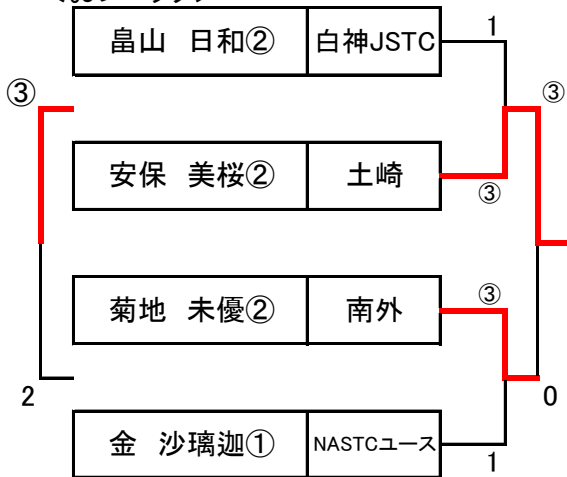 畠山 日和② 白神JSTC 1
③ ③
安保 美桜② 土崎 ③
菊地 未優② 南外 ③
2 0
金 沙璃迦① NASTCユース 1